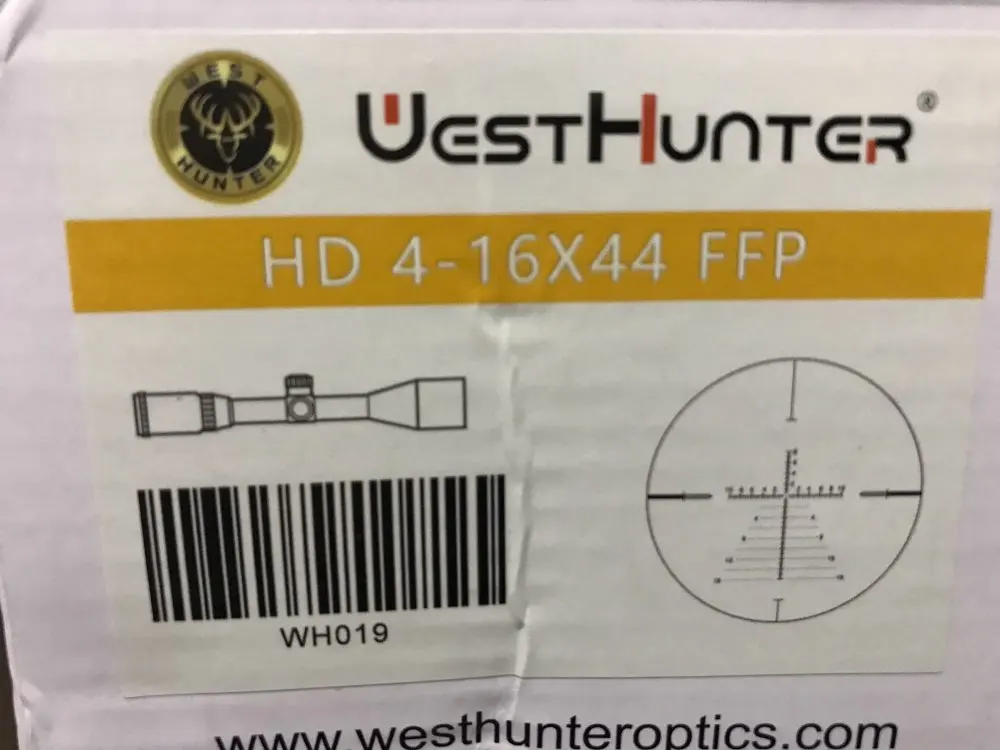 WEST HUNTER
WESTHUNTER®
HD 4-16X44 FFP
WH019
www.westhunteroptics.com